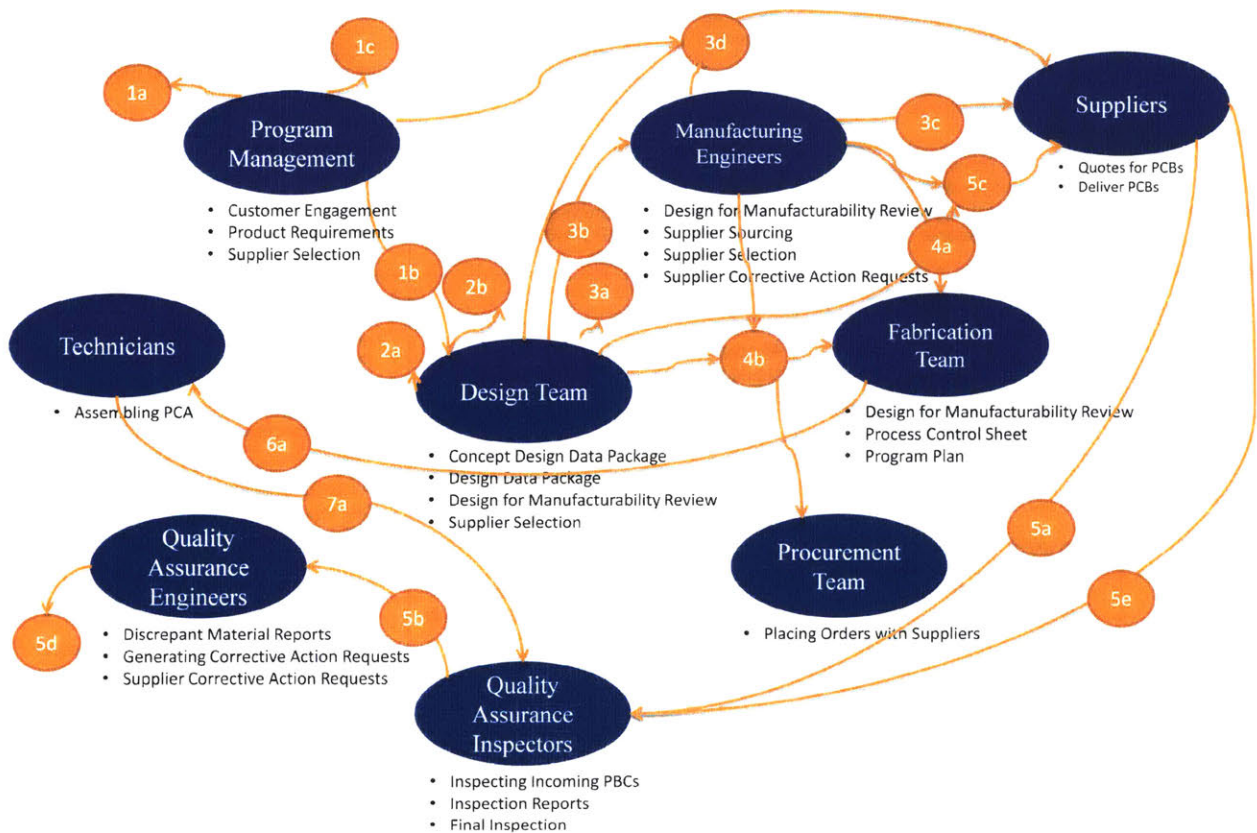 1a
1c
3d
Program
Management
Manufacturing
Engineers
3c
Suppliers
5c
• Quotes for PCBs
• Deliver PCBs
• Customer Engagement
• Product Requirements
• Supplier Selection
• Design for Manufacturability Review
• Supplier Sourcing
• Supplier Selection
• Supplier Corrective Action Requests
3b
4a
1b
2b
3a
Technicians
2a
Design Team
4b
Fabrication
Team
• Assembling PCA
6a
• Design for Manufacturability Review
• Process Control Sheet
• Program Plan
• Concept Design Data Package
• Design Data Package
• Design for Manufacturability Review
• Supplier Selection
7a
5a
Quality
Assurance
Engineers
Procurement
Team
5e
5d
5b
• Discrepant Material Reports
• Generating Corrective Action Requests
• Supplier Corrective Action Requests
• Placing Orders with Suppliers
Quality
Assurance
Inspectors
• Inspecting Incoming PBCs
• Inspection Reports
• Final Inspection